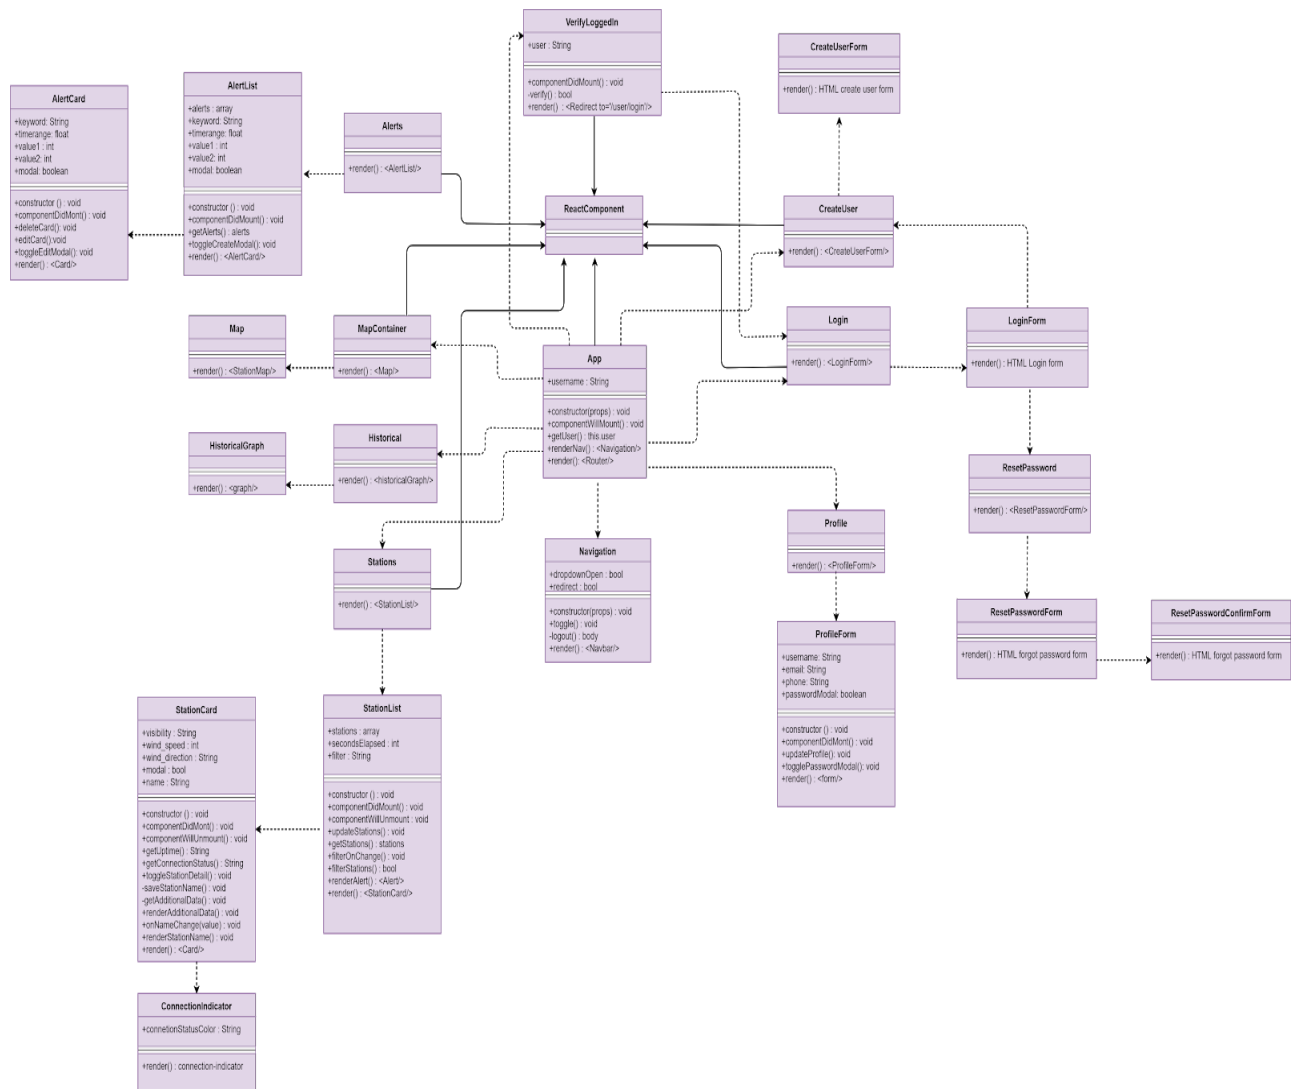 VerifyLoggedIn
+user : String
+componentDidMount() : void
-verify() : bool
+render() : <Redirect to='/user/login'/>
CreateUserForm
+render() : HTML create user form
AlertCard
+keyword: String
+timerange: float
+value1 : int
+value2: int
+modal: boolean
+constructor () : void
+componentDidMont() : void
+deleteCard(): void
+editCard():void
+toggleEditModal(): void
+render() : <Card/>
AlertList
+alerts : array
+keyword: String
+timerange: float
+value1 : int
+value2: int
+modal: boolean
+constructor () : void
+componentDidMount() : void
+getAlerts() : alerts
+toggleCreateModal(): void
+render() : <AlertCard/>
Alerts
+render() : <AlertList/>
ReactComponent
CreateUser
+render() : <CreateUserForm/>
Map
+render() : <StationMap/>
MapContainer
+render() : <Map/>
App
+username : String
+constructor(props) : void
+componentWillMount() : void
+getUser() : this.user
+renderNav() : <Navigation/>
+render(): <Router/>
Login
+render() : <LoginForm/>
LoginForm
+render() : HTML Login form
HistoricalGraph
+render() : <graph/>
Historical
+render() : <historicalGraph/>
ResetPassword
+render() : <ResetPasswordForm/>
Stations
+render() : <StationList/>
Navigation
+dropdownOpen : bool
+redirect : bool
+constructor(props) : void
+toggle() : void
-logout() : body
+render() : <Navbar/>
Profile
+render() : <ProfileForm/>
ProfileForm
+username: String
+email: String
+phone: String
+passwordModal: boolean
+constructor () : void
+componentDidMont() : void
+updateProfile(): void
+togglePasswordModal(): void
+render() : <form/>
ResetPasswordForm
+render() : HTML forgot password form
ResetPasswordConfirmForm
+render() : HTML forgot password form
StationCard
+visibility : String
+wind_speed : int
+wind_direction : String
+modal : bool
+name : String
+constructor () : void
+componentDidMont() : void
+componentWillUnmount() : void
+getUptime() : String
+getConnectionStatus() : String
+toggleStationDetail() : void
-saveStationName() : void
-getAdditionalData() : void
+renderAdditionalData() : void
+onNameChange(value) : void
+renderStationName() : void
+render() : <Card/>
StationList
+stations : array
+secondsElapsed : int
+filter : String
+constructor () : void
+componentDidMount() : void
+componentWillUnmount : void
+updateStations() : void
+getStations() : stations
+filterOnChange() : void
+filterStations() : bool
+renderAlert() : <Alert/>
+render() : <StationCard/>
ConnectionIndicator
+connetionStatusColor : String
+render() : connection-indicator